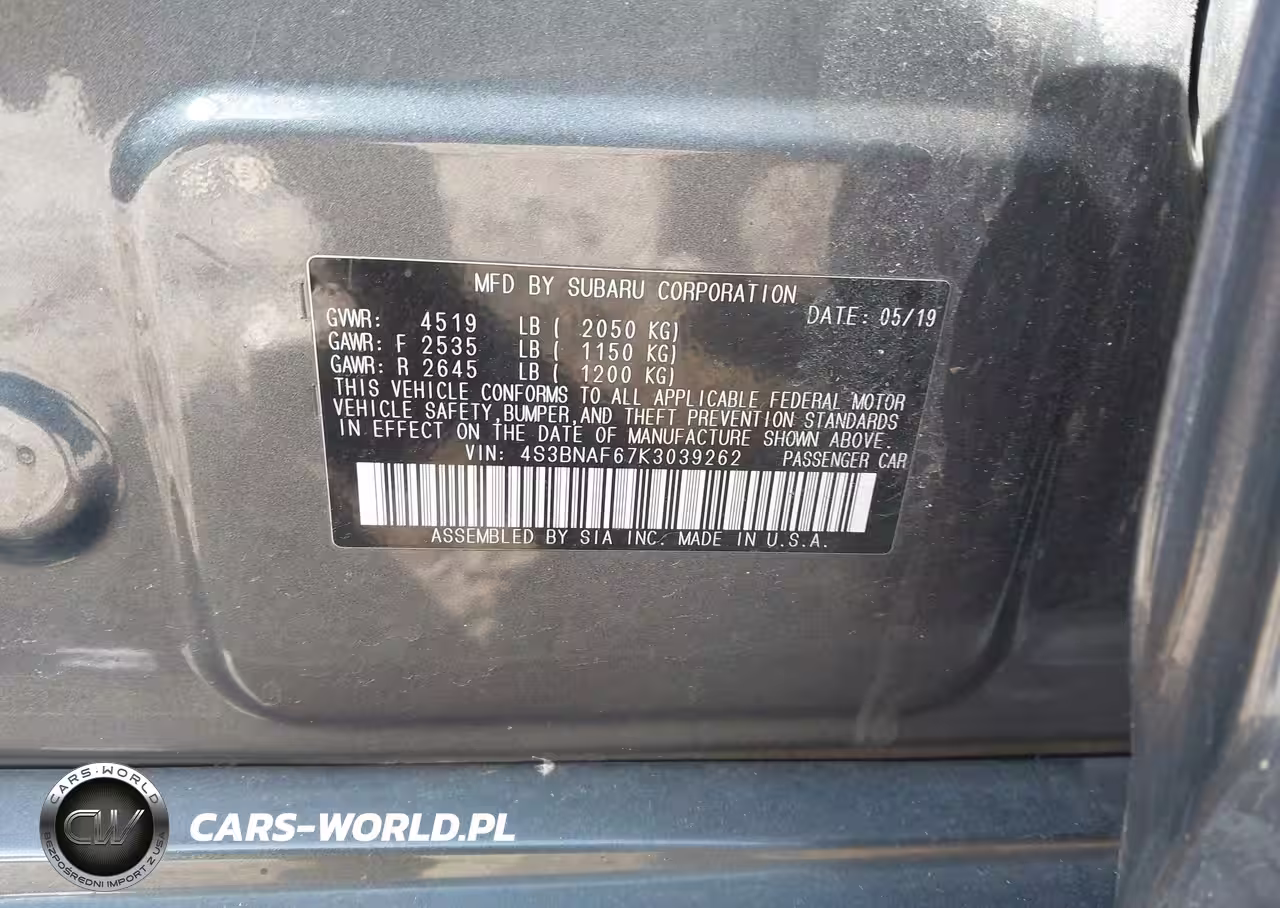 MFD BY SUBARU CORPORATION
DATE: 05/19
GVWR: 4519 LB ( 2050 KG)
GAWR: F 2535 LB ( 1150 KG)
GAWR: R 2645 LB ( 1200 KG)
THIS VEHICLE CONFORMS TO ALL APPLICABLE FEDERAL MOTOR
VEHICLE SAFETY,BUMPER,AND THEFT PREVENTION STANDARDS
IN EFFECT ON THE DATE OF MANUFACTURE SHOWN ABOVE.
VIN: 4S3BNAF67K3039262 PASSENGER CAR
ASSEMBLED BY SIA INC. MADE IN U.S.A.
CARS-WORLD
CW
BEZPOŚREDNI IMPORT Z USA
CARS-WORLD.PL